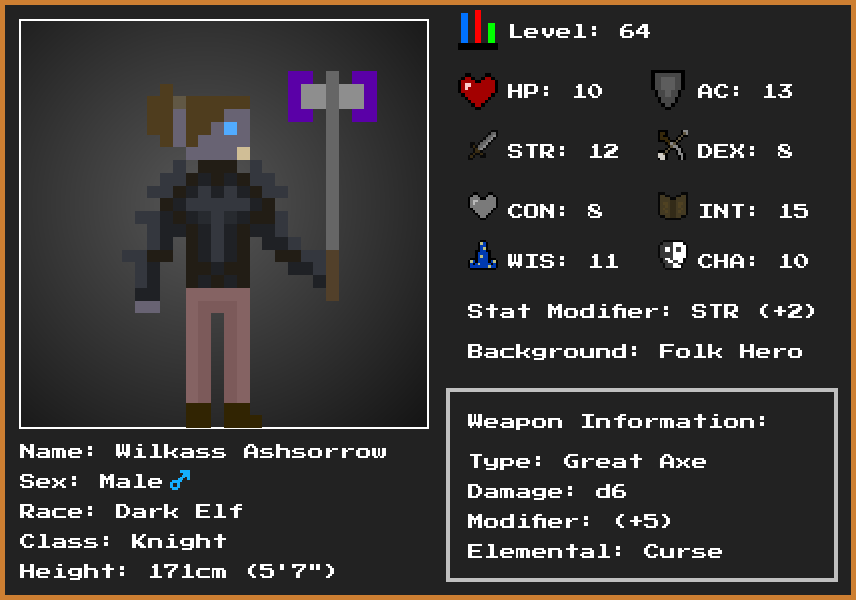 Level: 64
HP: 10
AC: 13
STR: 12
DEX: 8
CON: 8
INT: 15
WIS: 11
CHA: 10
Stat Modifier: STR (+2)
Background: Folk Hero
Weapon Information:
Type: Great Axe
Damage: d6
Modifier: (+5)
Elemental: Curse
Name: Wilkass Ashsorrow
Sex: Male♂
Race: Dark Elf
Class: Knight
Height: 171cm (5'7")